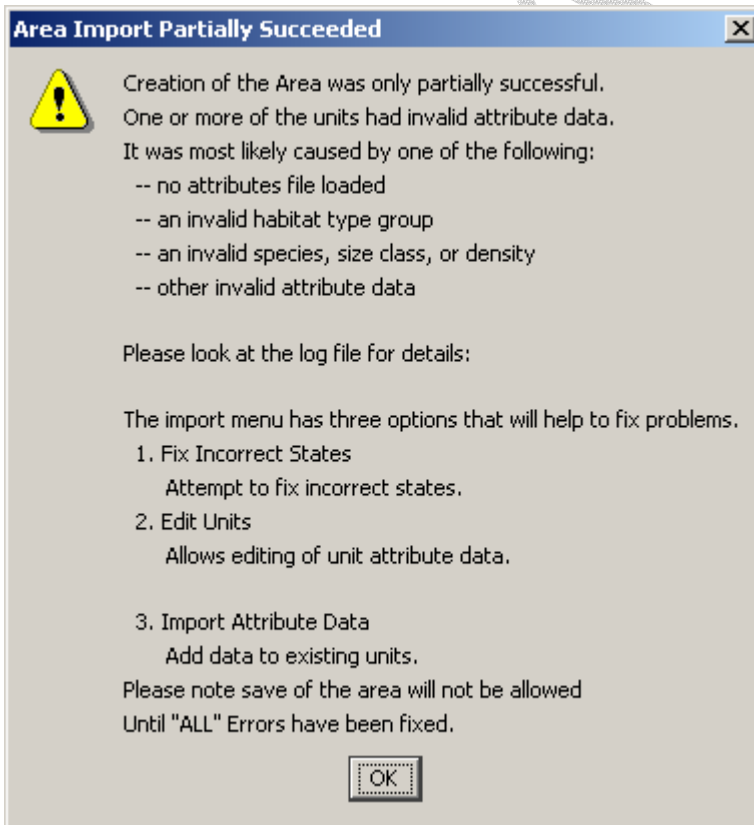 Area Import Partially Succeeded
Creation of the Area was only partially successful.
One or more of the units had invalid attribute data.
It was most likely caused by one of the following:
-- no attributes file loaded
-- an invalid habitat type group
-- an invalid species, size class, or density
-- other invalid attribute data
Please look at the log file for details:
The import menu has three options that will help to fix problems.
1. Fix Incorrect States
Attempt to fix incorrect states.
2. Edit Units
Allows editing of unit attribute data.
3. Import Attribute Data
Add data to existing units.
Please note save of the area will not be allowed
Until "ALL" Errors have been fixed.
OK